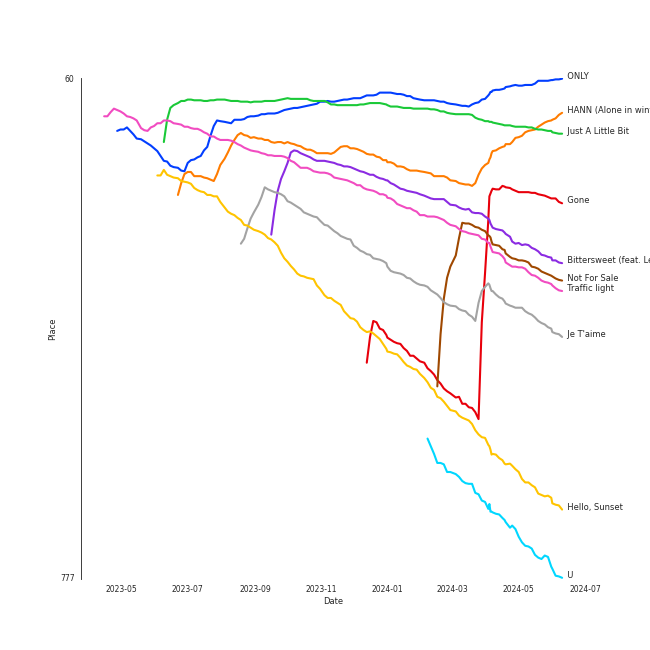 60
ONLY
HANN (Alone in win
Just A Little Bit
Gone
Bittersweet (feat. Le
Not For Sale
Traffic light
Place
Je T'aime
Hello, Sunset
777
U
2023-05 2023-07 2023-09 2023-11 2024-01 2024-03 2024-05 2024-07
Date